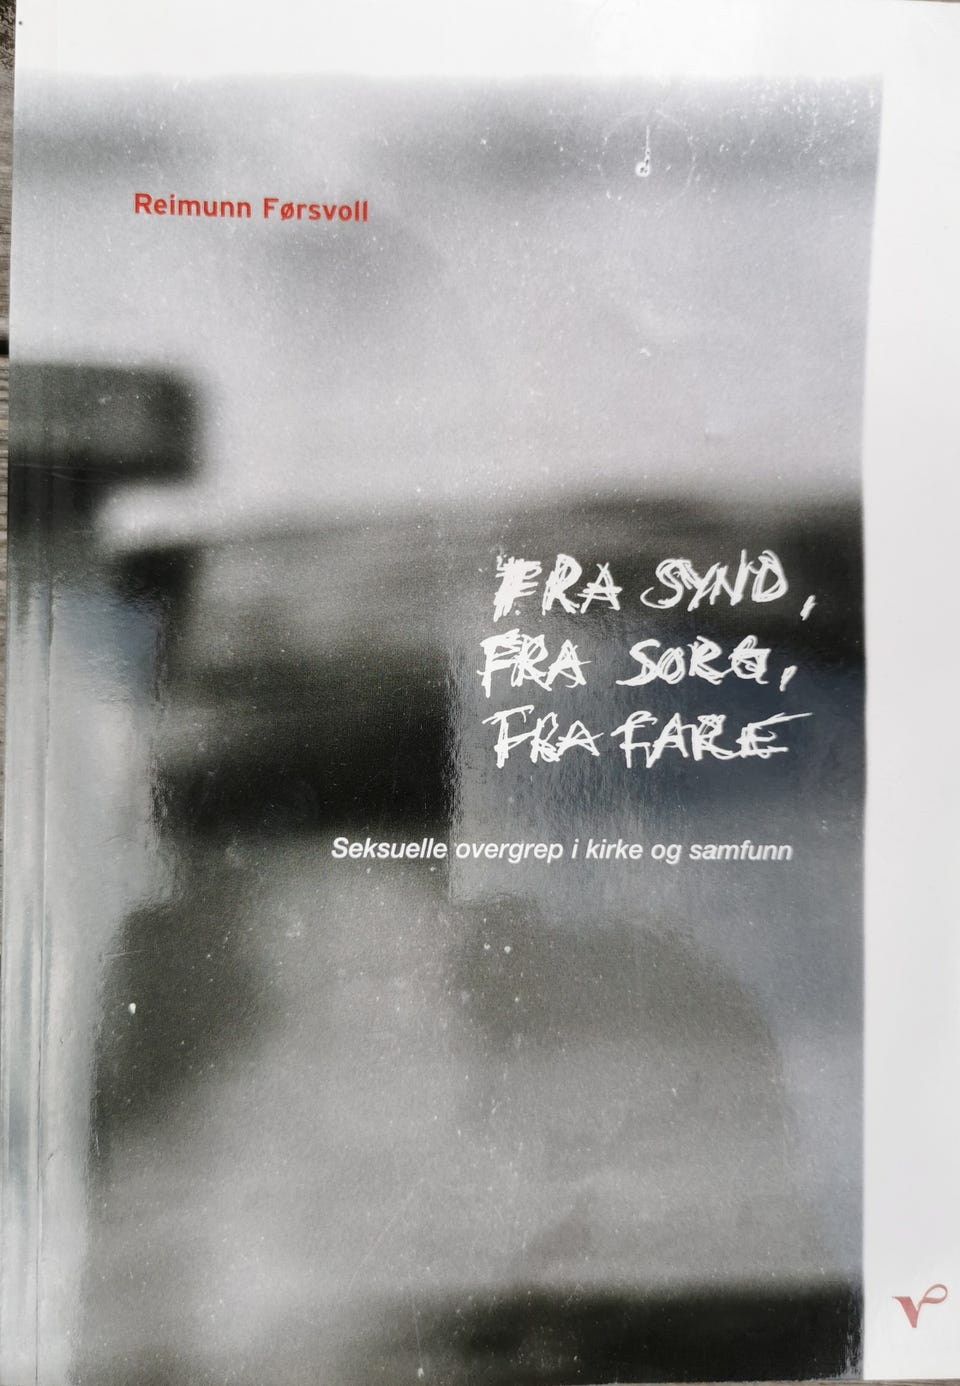 Reimunn Førsvoll
FRA SYND,
FRA SORG,
FRA FARE
Seksuelle overgrep i kirke og samfunn